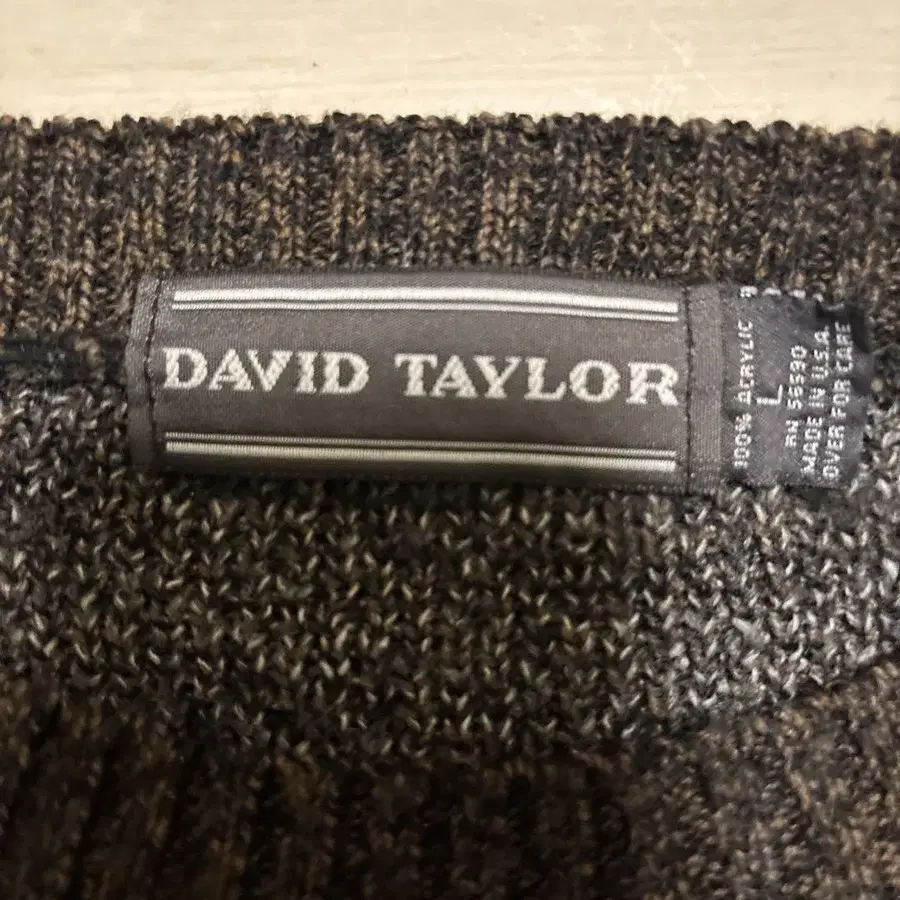 DAVID TAYLOR
100% ACRYLIC
L
RN 55590
MADE IN U.S.A.
OVER FOR CARE